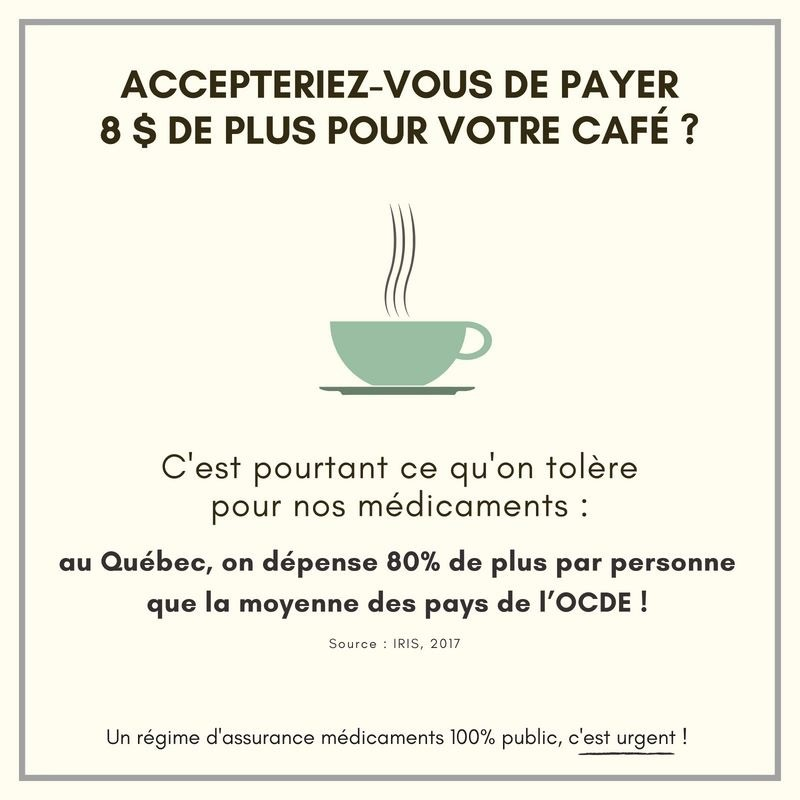 ACCEPTERIEZ-VOUS DE PAYER
8 $ DE PLUS POUR VOTRE CAFÉ ?
C'est pourtant ce qu'on tolère
pour nos médicaments :
au Québec, on dépense 80% de plus par personne
que la moyenne des pays de l’OCDE !
Source : IRIS, 2017
Un régime d'assurance médicaments 100% public, c'est urgent !